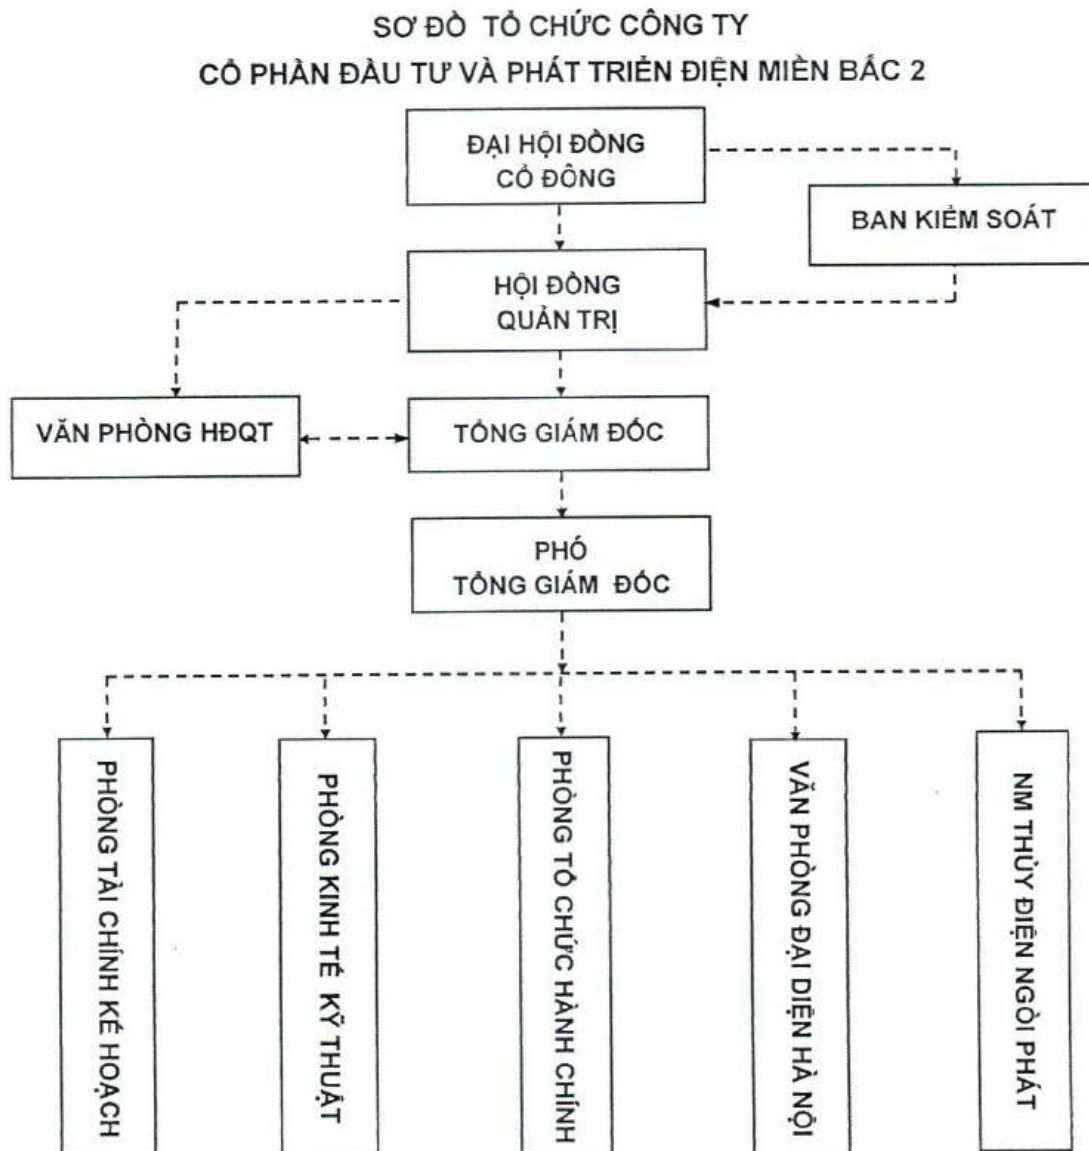 SƠ ĐỒ TỔ CHỨC CÔNG TY
CỔ PHẦN ĐẦU TƯ VÀ PHÁT TRIỂN ĐIỆN MIỀN BẮC 2
ĐẠI HỘI ĐỒNG
CỔ ĐÔNG
BAN KIỂM SOÁT
HỘI ĐỒNG
QUẢN TRỊ
VĂN PHÒNG HĐQT
TỔNG GIÁM ĐỐC
PHÓ
TỔNG GIÁM ĐỐC
PHÒNG TÀI CHÍNH KẾ HOẠCH
PHÒNG KINH TẾ KỸ THUẬT
PHÒNG TỔ CHỨC HÀNH CHÍNH
VĂN PHÒNG ĐẠI DIỆN HÀ NỘI
NM THỦY ĐIỆN NGÒI PHÁT